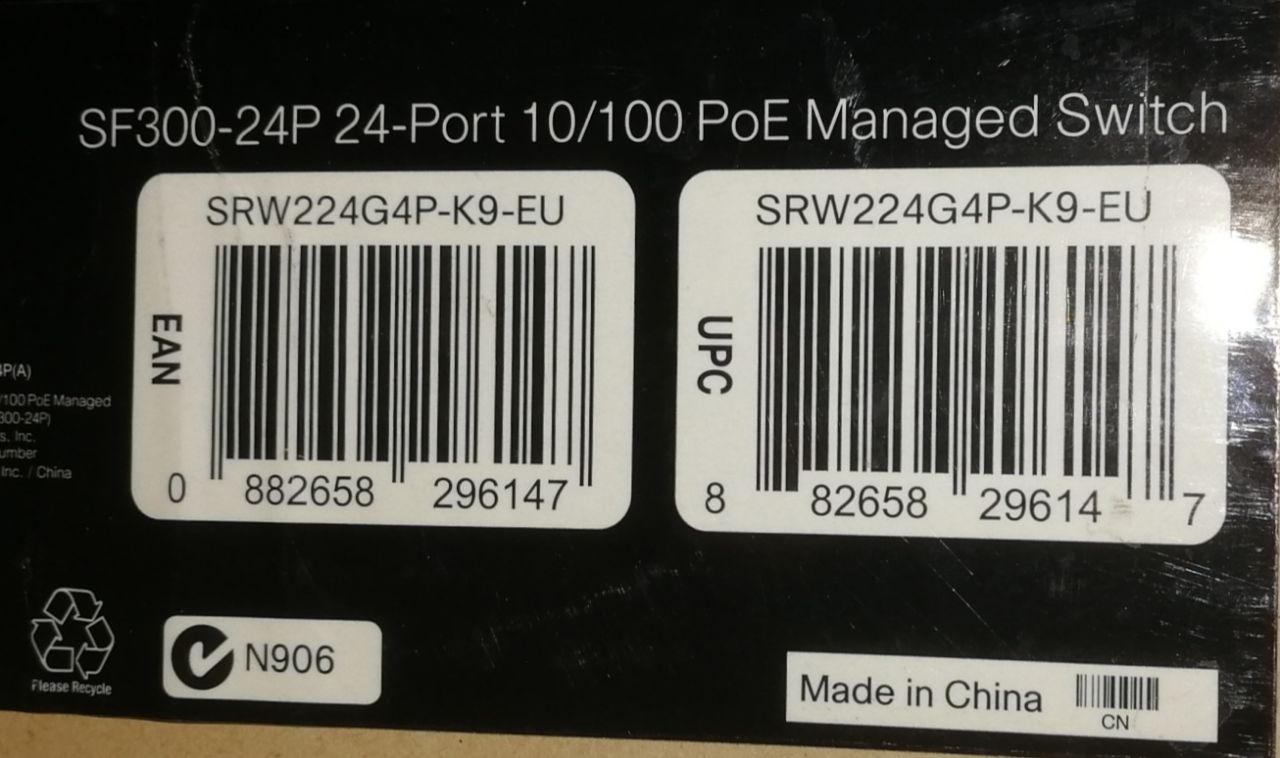 SF300-24P 24-Port 10/100 PoE Managed Switch
SRW224G4P-K9-EU
EAN
0 882658 296147
SRW224G4P-K9-EU
UPC
8 82658 29614 7
P(A)
/100 PoE Managed
300-24P)
s, Inc.
umber
Inc. / China
Please Recycle
N906
Made in China
CN